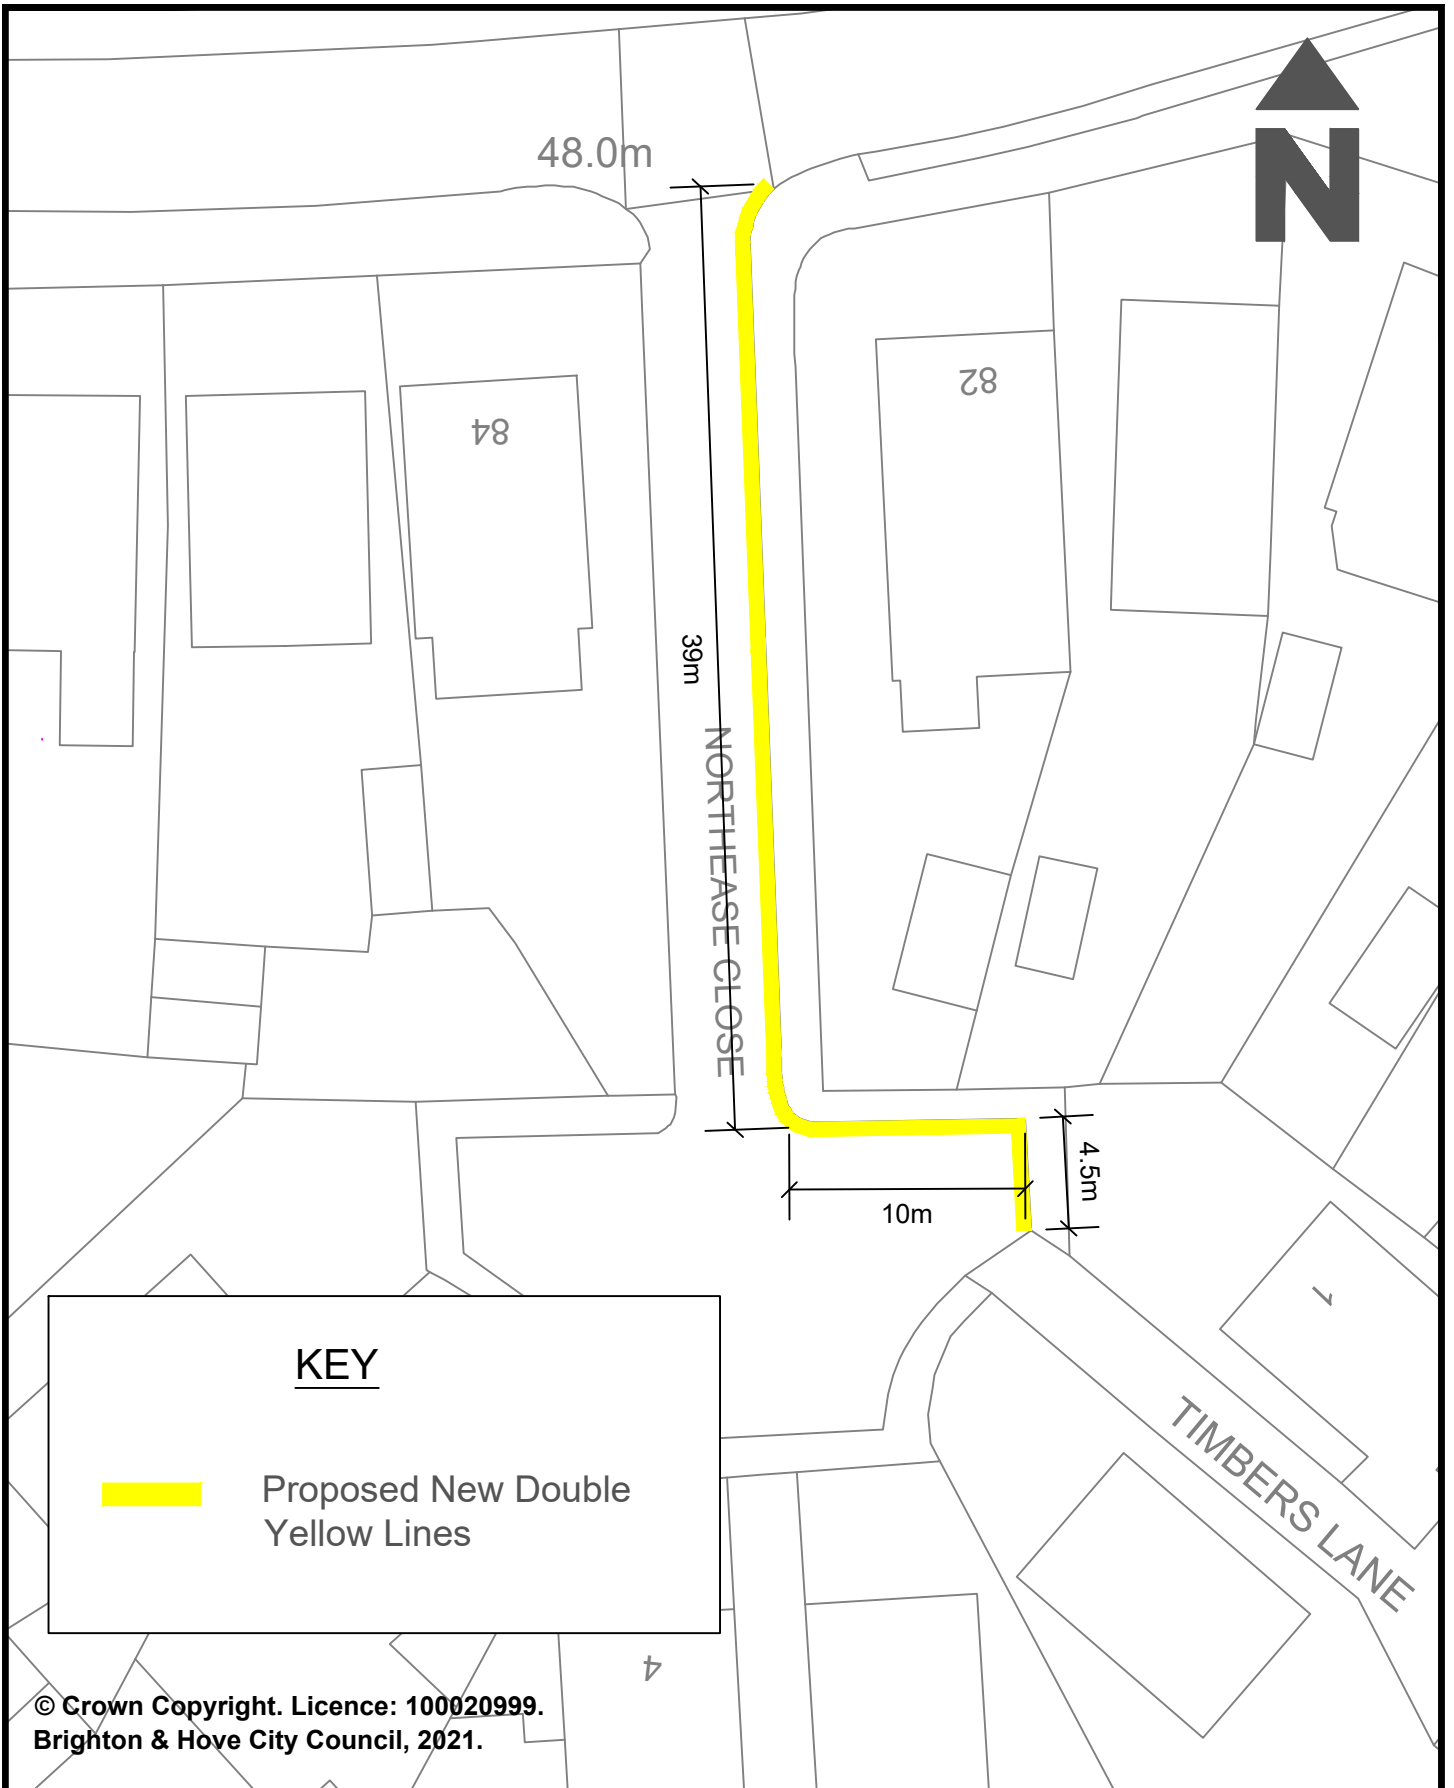 48.0m
N
82
84
39m
NORTHEASE CLOSE
4.5m
10m
1
KEY
TIMBERS LANE
Proposed New Double
Yellow Lines
4
© Crown Copyright. Licence: 100020999.
Brighton & Hove City Council, 2021.